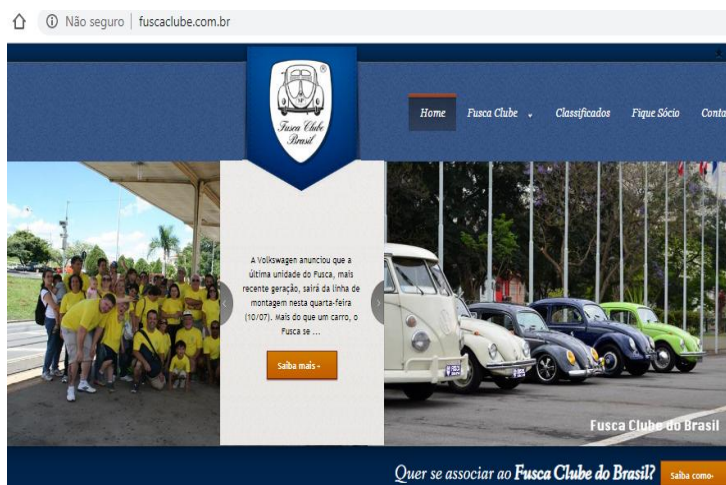 Não seguro | fuscaclube.com.br
Fusca Clube
Brasil
Home Fusca Clube Classificados Fique Sócio Conta
A Volkswagen anunciou que a
última unidade do Fusca, mais
recente geração, sairá da linha de
montagem nesta quarta-feira
(10/07). Mais do que um carro, o
Fusca se ...
Saiba mais
Fusca Clube do Brasil
Quer se associar ao Fusca Clube do Brasil? Saiba como